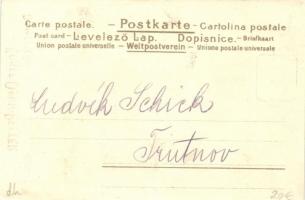 Carte postale. – Postkarte – Cartolina postale
Post card – Levelező Lap. Dopisnice. – Briefkaart
Union postale universelle – Weltpostverein – Unione postale universale
Ludvík Schick
Trutnov
20€